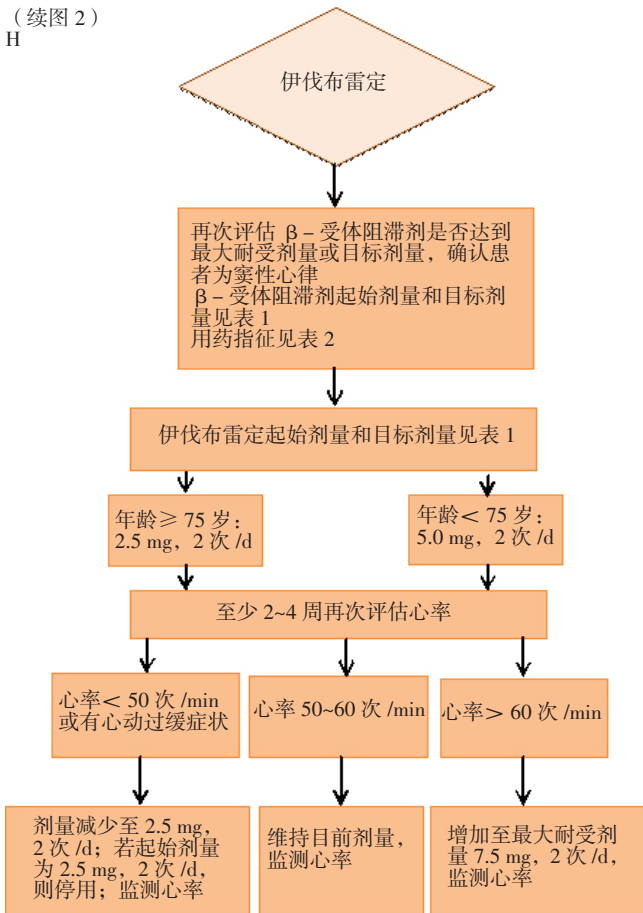 （续图 2）
H
伊伐布雷定
再次评估 β – 受体阻滞剂是否达到
最大耐受剂量或目标剂量，确认患
者为窦性心律
β – 受体阻滞剂起始剂量和目标剂
量见表 1
用药指征见表 2
伊伐布雷定起始剂量和目标剂量见表 1
年龄≥ 75 岁：
2.5 mg，2 次 /d
年龄＜ 75 岁：
5.0 mg，2 次 /d
至少 2~4 周再次评估心率
心率＜ 50 次 /min
或有心动过缓症状
心率 50~60 次 /min
心率＞ 60 次 /min
剂量减少至 2.5 mg，
2 次 /d；若起始剂量
为 2.5 mg，2 次 /d，
则停用；监测心率
维持目前剂量，
监测心率
增加至最大耐受剂
量 7.5 mg，2 次 /d，
监测心率